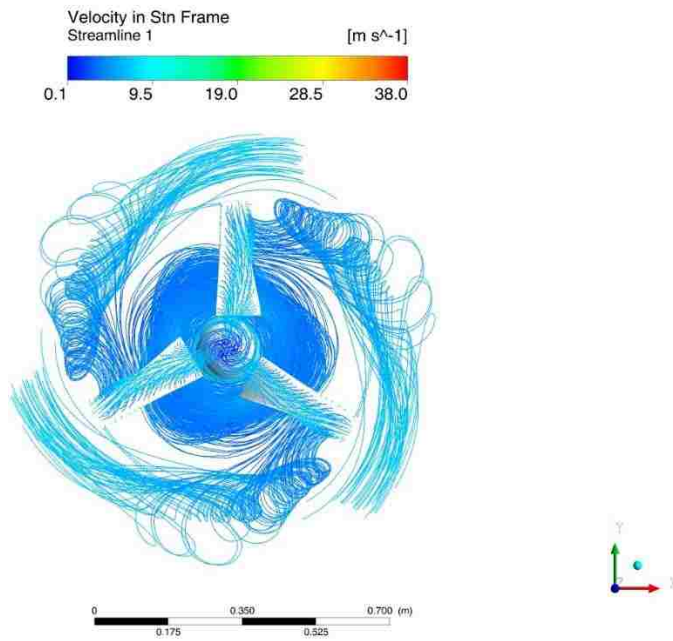 Velocity in Stn Frame
Streamline 1 [m s^-1]
0.1 9.5 19.0 28.5 38.0
Y
Z X
0 0.350 0.700 (m)
0.175 0.525